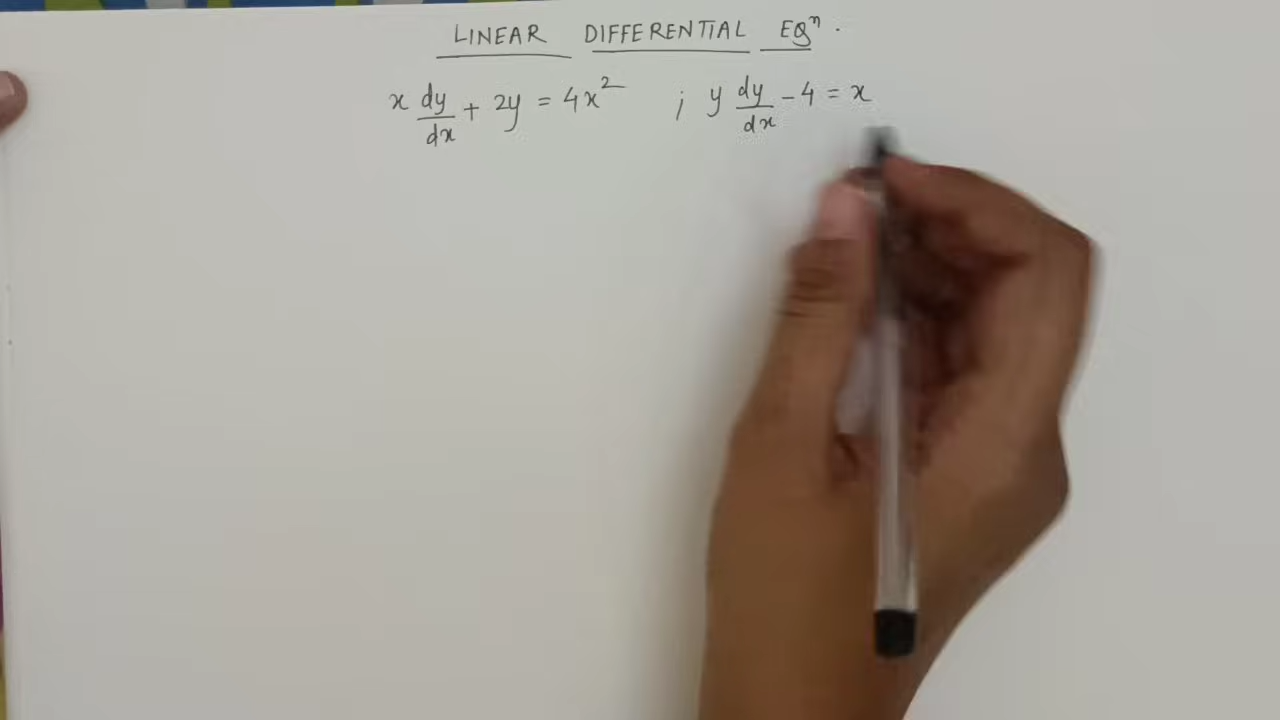 LINEAR DIFFERENTIAL EQⁿ.
x dy/dx + 2y = 4x² ; y dy/dx - 4 = x